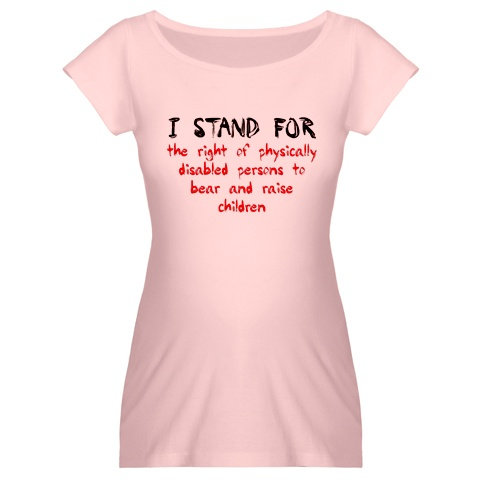 I STAND FOR
the right of physically
disabled persons to
bear and raise
children